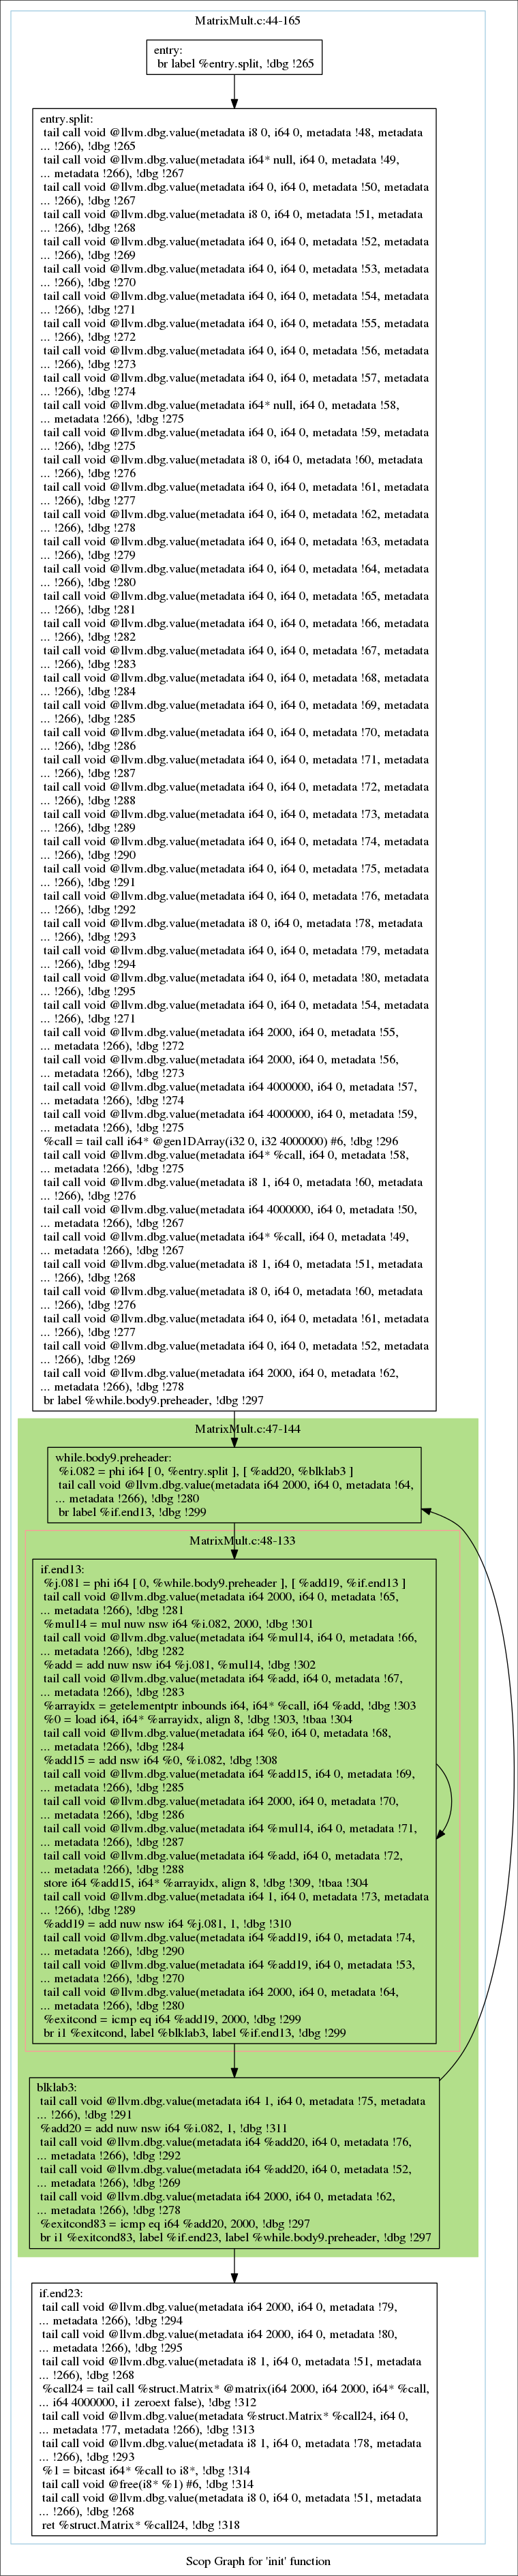 MatrixMult.c:44-165
entry:
br label %entry.split, !dbg !265
entry.split:
tail call void @llvm.dbg.value(metadata i8 0, i64 0, metadata !48, metadata
... !266), !dbg !265
tail call void @llvm.dbg.value(metadata i64* null, i64 0, metadata !49,
... metadata !266), !dbg !267
tail call void @llvm.dbg.value(metadata i64 0, i64 0, metadata !50, metadata
... !266), !dbg !267
tail call void @llvm.dbg.value(metadata i8 0, i64 0, metadata !51, metadata
... !266), !dbg !268
tail call void @llvm.dbg.value(metadata i64 0, i64 0, metadata !52, metadata
... !266), !dbg !269
tail call void @llvm.dbg.value(metadata i64 0, i64 0, metadata !53, metadata
... !266), !dbg !270
tail call void @llvm.dbg.value(metadata i64 0, i64 0, metadata !54, metadata
... !266), !dbg !271
tail call void @llvm.dbg.value(metadata i64 0, i64 0, metadata !55, metadata
... !266), !dbg !272
tail call void @llvm.dbg.value(metadata i64 0, i64 0, metadata !56, metadata
... !266), !dbg !273
tail call void @llvm.dbg.value(metadata i64 0, i64 0, metadata !57, metadata
... !266), !dbg !274
tail call void @llvm.dbg.value(metadata i64* null, i64 0, metadata !58,
... metadata !266), !dbg !275
tail call void @llvm.dbg.value(metadata i64 0, i64 0, metadata !59, metadata
... !266), !dbg !275
tail call void @llvm.dbg.value(metadata i8 0, i64 0, metadata !60, metadata
... !266), !dbg !276
tail call void @llvm.dbg.value(metadata i64 0, i64 0, metadata !61, metadata
... !266), !dbg !277
tail call void @llvm.dbg.value(metadata i64 0, i64 0, metadata !62, metadata
... !266), !dbg !278
tail call void @llvm.dbg.value(metadata i64 0, i64 0, metadata !63, metadata
... !266), !dbg !279
tail call void @llvm.dbg.value(metadata i64 0, i64 0, metadata !64, metadata
... !266), !dbg !280
tail call void @llvm.dbg.value(metadata i64 0, i64 0, metadata !65, metadata
... !266), !dbg !281
tail call void @llvm.dbg.value(metadata i64 0, i64 0, metadata !66, metadata
... !266), !dbg !282
tail call void @llvm.dbg.value(metadata i64 0, i64 0, metadata !67, metadata
... !266), !dbg !283
tail call void @llvm.dbg.value(metadata i64 0, i64 0, metadata !68, metadata
... !266), !dbg !284
tail call void @llvm.dbg.value(metadata i64 0, i64 0, metadata !69, metadata
... !266), !dbg !285
tail call void @llvm.dbg.value(metadata i64 0, i64 0, metadata !70, metadata
... !266), !dbg !286
tail call void @llvm.dbg.value(metadata i64 0, i64 0, metadata !71, metadata
... !266), !dbg !287
tail call void @llvm.dbg.value(metadata i64 0, i64 0, metadata !72, metadata
... !266), !dbg !288
tail call void @llvm.dbg.value(metadata i64 0, i64 0, metadata !73, metadata
... !266), !dbg !289
tail call void @llvm.dbg.value(metadata i64 0, i64 0, metadata !74, metadata
... !266), !dbg !290
tail call void @llvm.dbg.value(metadata i64 0, i64 0, metadata !75, metadata
... !266), !dbg !291
tail call void @llvm.dbg.value(metadata i64 0, i64 0, metadata !76, metadata
... !266), !dbg !292
tail call void @llvm.dbg.value(metadata i8 0, i64 0, metadata !78, metadata
... !266), !dbg !293
tail call void @llvm.dbg.value(metadata i64 0, i64 0, metadata !79, metadata
... !266), !dbg !294
tail call void @llvm.dbg.value(metadata i64 0, i64 0, metadata !80, metadata
... !266), !dbg !295
tail call void @llvm.dbg.value(metadata i64 0, i64 0, metadata !54, metadata
... !266), !dbg !271
tail call void @llvm.dbg.value(metadata i64 2000, i64 0, metadata !55,
... metadata !266), !dbg !272
tail call void @llvm.dbg.value(metadata i64 2000, i64 0, metadata !56,
... metadata !266), !dbg !273
tail call void @llvm.dbg.value(metadata i64 4000000, i64 0, metadata !57,
... metadata !266), !dbg !274
tail call void @llvm.dbg.value(metadata i64 4000000, i64 0, metadata !59,
... metadata !266), !dbg !275
%call = tail call i64* @gen1DArray(i32 0, i32 4000000) #6, !dbg !296
tail call void @llvm.dbg.value(metadata i64* %call, i64 0, metadata !58,
... metadata !266), !dbg !275
tail call void @llvm.dbg.value(metadata i8 1, i64 0, metadata !60, metadata
... !266), !dbg !276
tail call void @llvm.dbg.value(metadata i64 4000000, i64 0, metadata !50,
... metadata !266), !dbg !267
tail call void @llvm.dbg.value(metadata i64* %call, i64 0, metadata !49,
... metadata !266), !dbg !267
tail call void @llvm.dbg.value(metadata i8 1, i64 0, metadata !51, metadata
... !266), !dbg !268
tail call void @llvm.dbg.value(metadata i8 0, i64 0, metadata !60, metadata
... !266), !dbg !276
tail call void @llvm.dbg.value(metadata i64 0, i64 0, metadata !61, metadata
... !266), !dbg !277
tail call void @llvm.dbg.value(metadata i64 0, i64 0, metadata !52, metadata
... !266), !dbg !269
tail call void @llvm.dbg.value(metadata i64 2000, i64 0, metadata !62,
... metadata !266), !dbg !278
br label %while.body9.preheader, !dbg !297
MatrixMult.c:47-144
while.body9.preheader:
%i.082 = phi i64 [ 0, %entry.split ], [ %add20, %blklab3 ]
tail call void @llvm.dbg.value(metadata i64 2000, i64 0, metadata !64,
... metadata !266), !dbg !280
br label %if.end13, !dbg !299
MatrixMult.c:48-133
if.end13:
%j.081 = phi i64 [ 0, %while.body9.preheader ], [ %add19, %if.end13 ]
tail call void @llvm.dbg.value(metadata i64 2000, i64 0, metadata !65,
... metadata !266), !dbg !281
%mul14 = mul nuw nsw i64 %i.082, 2000, !dbg !301
tail call void @llvm.dbg.value(metadata i64 %mul14, i64 0, metadata !66,
... metadata !266), !dbg !282
%add = add nuw nsw i64 %j.081, %mul14, !dbg !302
tail call void @llvm.dbg.value(metadata i64 %add, i64 0, metadata !67,
... metadata !266), !dbg !283
%arrayidx = getelementptr inbounds i64, i64* %call, i64 %add, !dbg !303
%0 = load i64, i64* %arrayidx, align 8, !dbg !303, !tbaa !304
tail call void @llvm.dbg.value(metadata i64 %0, i64 0, metadata !68,
... metadata !266), !dbg !284
%add15 = add nsw i64 %0, %i.082, !dbg !308
tail call void @llvm.dbg.value(metadata i64 %add15, i64 0, metadata !69,
... metadata !266), !dbg !285
tail call void @llvm.dbg.value(metadata i64 2000, i64 0, metadata !70,
... metadata !266), !dbg !286
tail call void @llvm.dbg.value(metadata i64 %mul14, i64 0, metadata !71,
... metadata !266), !dbg !287
tail call void @llvm.dbg.value(metadata i64 %add, i64 0, metadata !72,
... metadata !266), !dbg !288
store i64 %add15, i64* %arrayidx, align 8, !dbg !309, !tbaa !304
tail call void @llvm.dbg.value(metadata i64 1, i64 0, metadata !73, metadata
... !266), !dbg !289
%add19 = add nuw nsw i64 %j.081, 1, !dbg !310
tail call void @llvm.dbg.value(metadata i64 %add19, i64 0, metadata !74,
... metadata !266), !dbg !290
tail call void @llvm.dbg.value(metadata i64 %add19, i64 0, metadata !53,
... metadata !266), !dbg !270
tail call void @llvm.dbg.value(metadata i64 2000, i64 0, metadata !64,
... metadata !266), !dbg !280
%exitcond = icmp eq i64 %add19, 2000, !dbg !299
br i1 %exitcond, label %blklab3, label %if.end13, !dbg !299
blklab3:
tail call void @llvm.dbg.value(metadata i64 1, i64 0, metadata !75, metadata
... !266), !dbg !291
%add20 = add nuw nsw i64 %i.082, 1, !dbg !311
tail call void @llvm.dbg.value(metadata i64 %add20, i64 0, metadata !76,
... metadata !266), !dbg !292
tail call void @llvm.dbg.value(metadata i64 %add20, i64 0, metadata !52,
... metadata !266), !dbg !269
tail call void @llvm.dbg.value(metadata i64 2000, i64 0, metadata !62,
... metadata !266), !dbg !278
%exitcond83 = icmp eq i64 %add20, 2000, !dbg !297
br i1 %exitcond83, label %if.end23, label %while.body9.preheader, !dbg !297
if.end23:
tail call void @llvm.dbg.value(metadata i64 2000, i64 0, metadata !79,
... metadata !266), !dbg !294
tail call void @llvm.dbg.value(metadata i64 2000, i64 0, metadata !80,
... metadata !266), !dbg !295
tail call void @llvm.dbg.value(metadata i8 1, i64 0, metadata !51, metadata
... !266), !dbg !268
%call24 = tail call %struct.Matrix* @matrix(i64 2000, i64 2000, i64* %call,
... i64 4000000, i1 zeroext false), !dbg !312
tail call void @llvm.dbg.value(metadata %struct.Matrix* %call24, i64 0,
... metadata !77, metadata !266), !dbg !313
tail call void @llvm.dbg.value(metadata i8 1, i64 0, metadata !78, metadata
... !266), !dbg !293
%1 = bitcast i64* %call to i8*, !dbg !314
tail call void @free(i8* %1) #6, !dbg !314
tail call void @llvm.dbg.value(metadata i8 0, i64 0, metadata !51, metadata
... !266), !dbg !268
ret %struct.Matrix* %call24, !dbg !318
Scop Graph for 'init' function